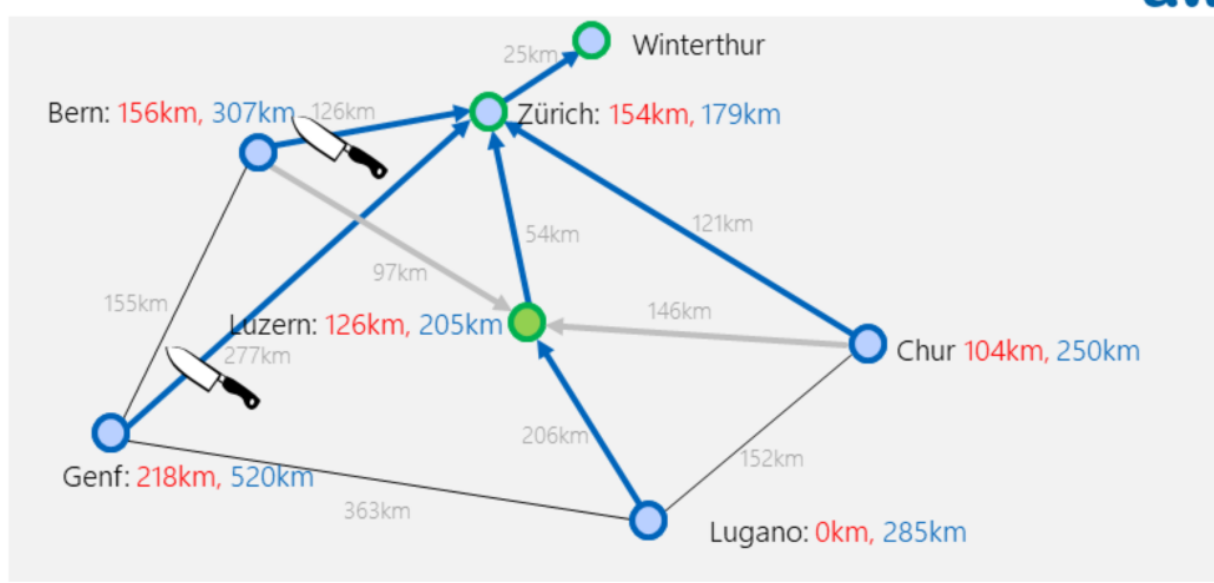 Winterthur
25km
Bern: 156km, 307km
126km
Zürich: 154km, 179km
121km
54km
97km
155km
Luzern: 126km, 205km
146km
277km
Chur 104km, 250km
206km
152km
Genf: 218km, 520km
363km
Lugano: 0km, 285km